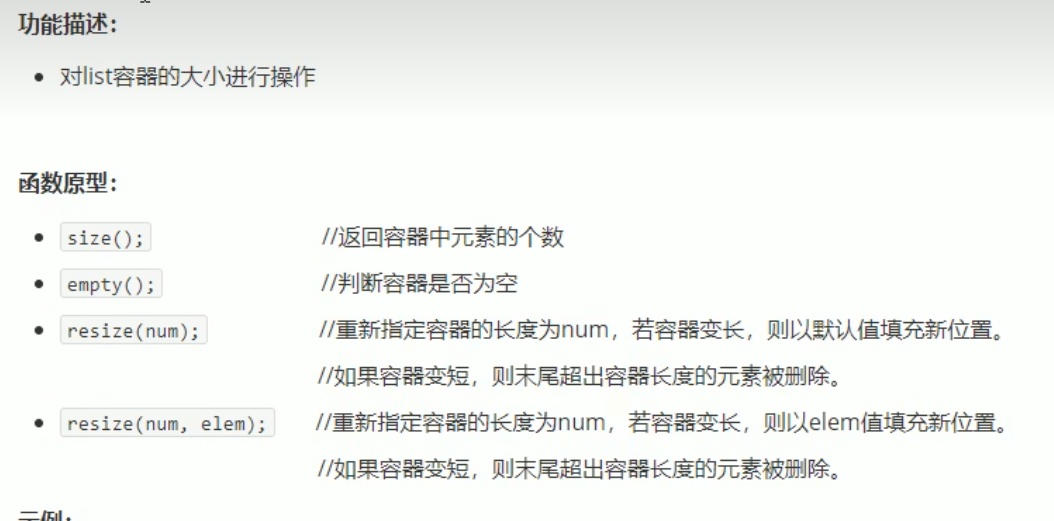 功能描述：
对list容器的大小进行操作
函数原型：
size(); //返回容器中元素的个数
empty(); //判断容器是否为空
resize(num); //重新指定容器的长度为num，若容器变长，则以默认值填充新位置。
//如果容器变短，则末尾超出容器长度的元素被删除。
resize(num, elem); //重新指定容器的长度为num，若容器变长，则以elem值填充新位置。
//如果容器变短，则末尾超出容器长度的元素被删除。
示例：